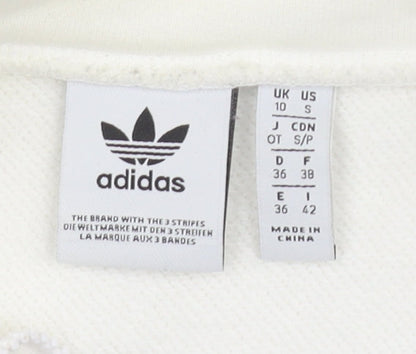 adidas
THE BRAND WITH THE 3 STRIPES
DIE WELTMARKE MIT DEN 3 STREIFEN
LA MARQUE AUX 3 BANDES
UK US
10 S
J CDN
OT S/P
D F
36 38
E I
36 42
MADE IN
CHINA